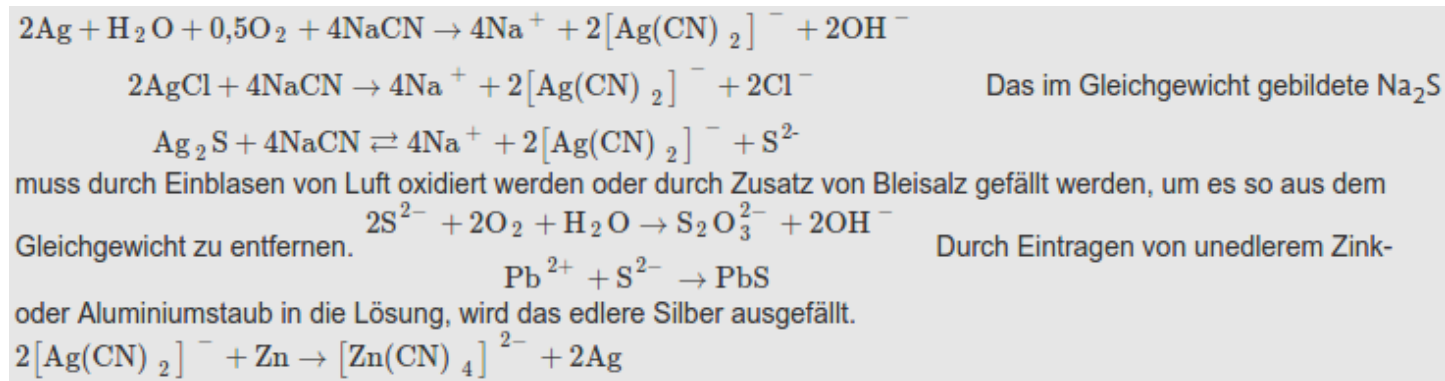 2Ag + H₂O + 0,5O₂ + 4NaCN → 4Na⁺ + 2[Ag(CN)₂]⁻ + 2OH⁻
2AgCl + 4NaCN → 4Na⁺ + 2[Ag(CN)₂]⁻ + 2Cl⁻
Ag₂S + 4NaCN ⇄ 4Na⁺ + 2[Ag(CN)₂]⁻ + S²⁻
Das im Gleichgewicht gebildete Na₂S
muss durch Einblasen von Luft oxidiert werden oder durch Zusatz von Bleisalz gefällt werden, um es so aus dem
Gleichgewicht zu entfernen.
2S²⁻ + 2O₂ + H₂O → S₂O₃²⁻ + 2OH⁻
Pb²⁺ + S²⁻ → PbS
Durch Eintragen von unedlerem Zink-
oder Aluminiumstaub in die Lösung, wird das edlere Silber ausgefällt.
2[Ag(CN)₂]⁻ + Zn → [Zn(CN)₄]²⁻ + 2Ag